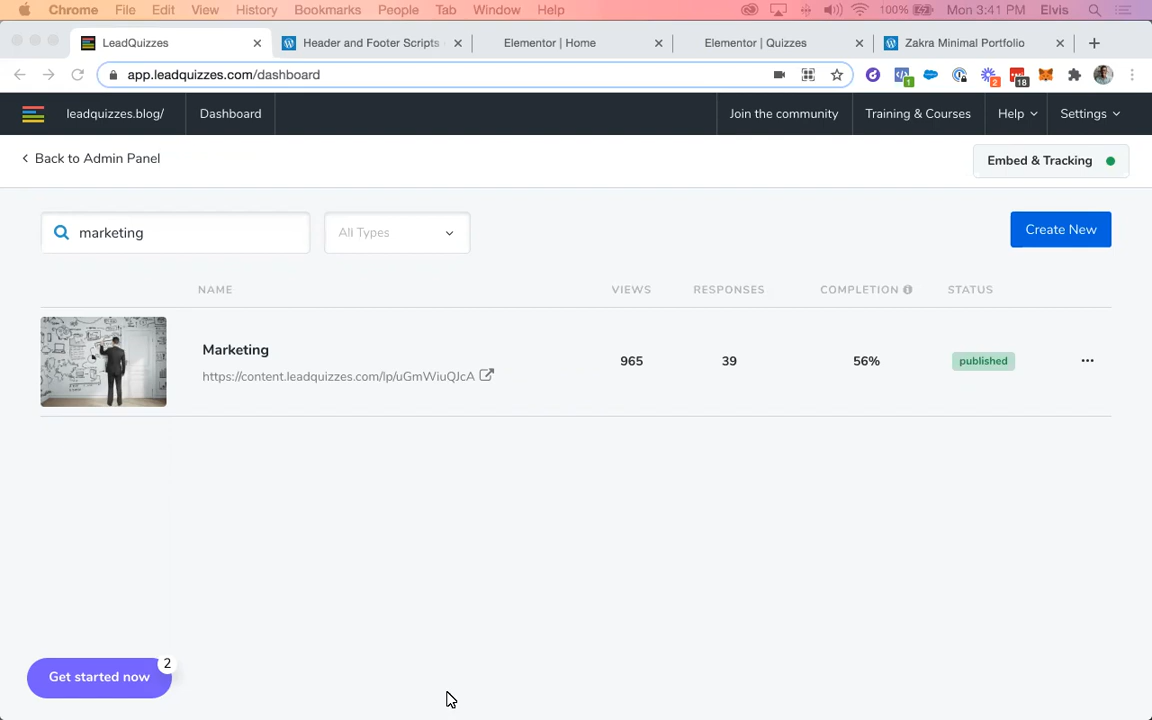 Chrome File Edit View History Bookmarks People Tab Window Help 100% Mon 3:41 PM Elvis
LeadQuizzes Header and Footer Scripts Elementor | Home Elementor | Quizzes Zakra Minimal Portfolio
app.leadquizzes.com/dashboard 1 2 18
leadquizzes.blog/ Dashboard Join the community Training & Courses Help Settings
Back to Admin Panel Embed & Tracking
marketing All Types Create New
NAME VIEWS RESPONSES COMPLETION STATUS
Marketing
https://content.leadquizzes.com/lp/uGmWiuQJcA 965 39 56% published
Get started now 2